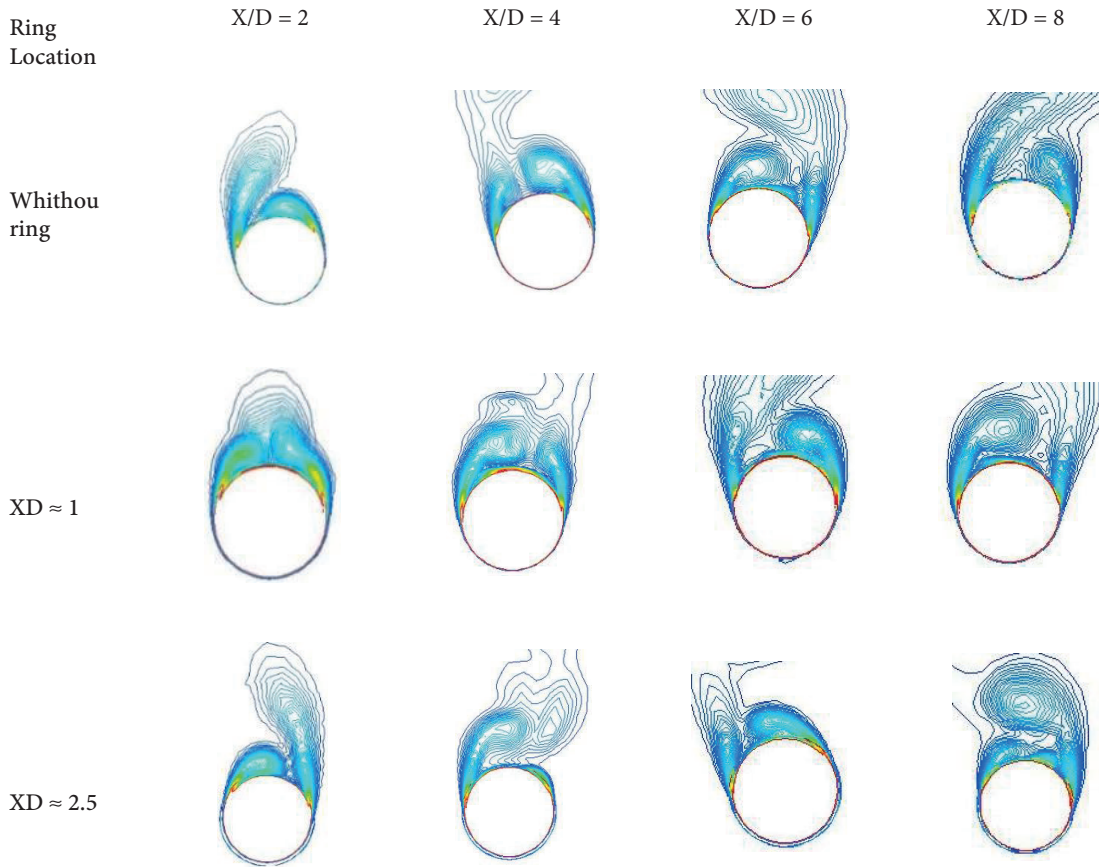 Ring
Location
X/D = 2
X/D = 4
X/D = 6
X/D = 8
Whithou
ring
XD ≈ 1
XD ≈ 2.5